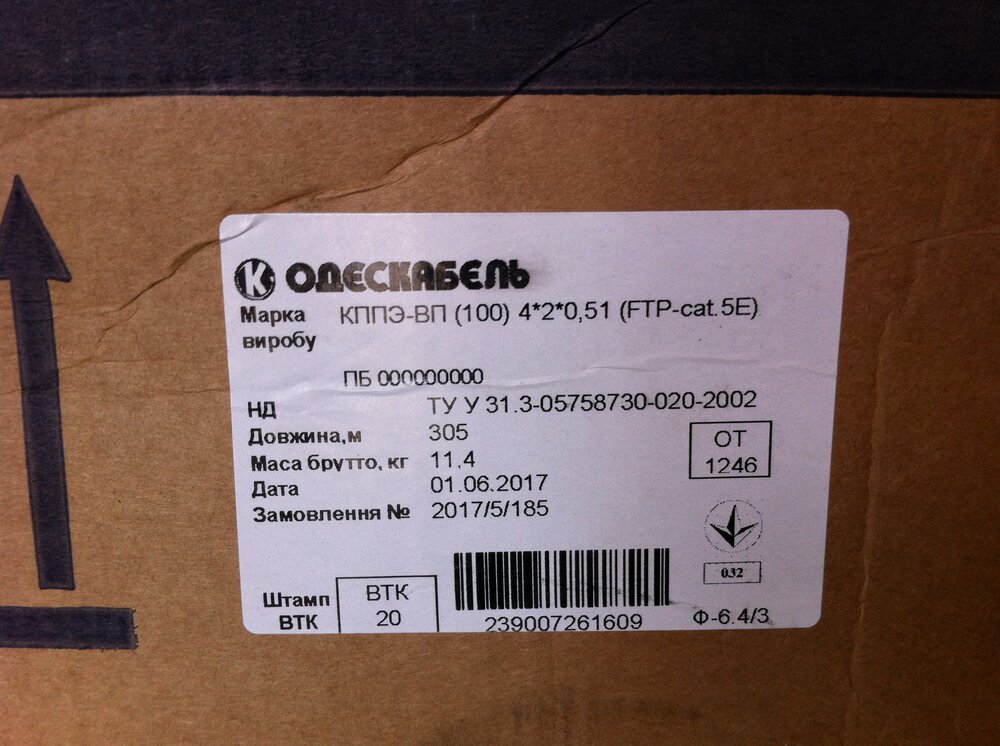 К ОДЕСКАБЕЛЬ
Марка виробу КППЭ-ВП (100) 4*2*0,51 (FTP-cat.5E)
ПБ 000000000
НД ТУ У 31.3-05758730-020-2002
Довжина,м 305
Маса брутто, кг 11,4
Дата 01.06.2017
Замовлення № 2017/5/185
ОТ
1246
032
Штамп ВТК
ВТК
20
239007261609
Ф-6.4/3